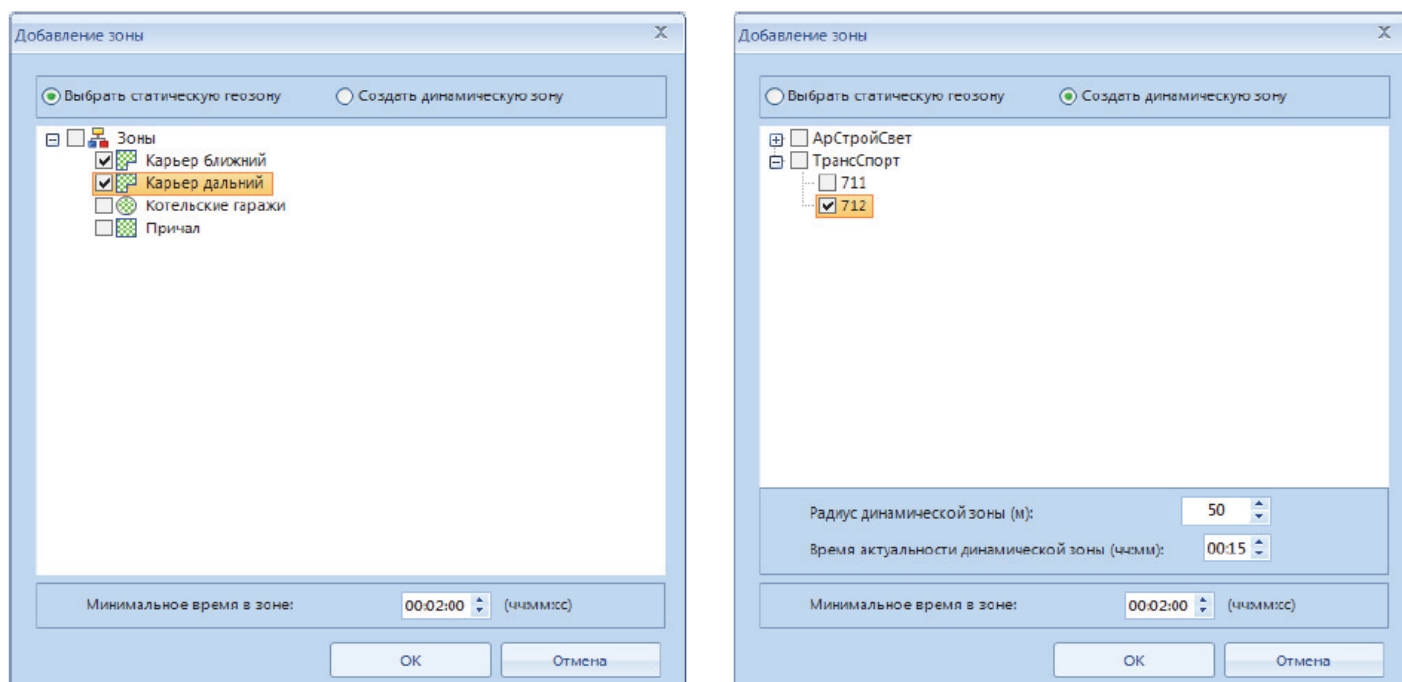 Добавление зоны
X
Выбрать статическую геозону
Создать динамическую зону
Зоны
Карьер ближний
Карьер дальний
Котельские гаражи
Причал
Минимальное время в зоне:
00:02:00
(чч:мм:сс)
OK
Отмена
Добавление зоны
X
Выбрать статическую геозону
Создать динамическую зону
АрСтройСвет
ТрансСпорт
711
712
Радиус динамической зоны (м):
50
Время актуальности динамической зоны (чч:мм):
00:15
Минимальное время в зоне:
00:02:00
(чч:мм:сс)
OK
Отмена